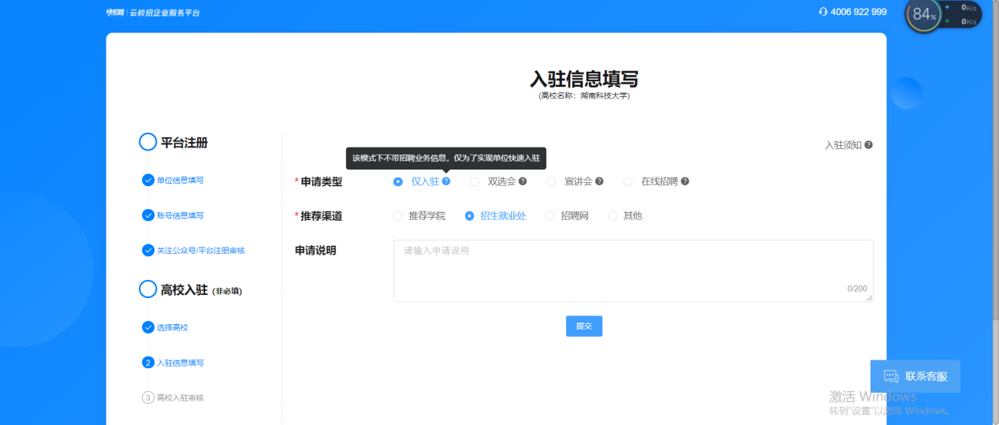 云校招企业服务平台
4006 922 999
84%
0K/s
0K/s
入驻信息填写
(高校名称：湖南科技大学)
平台注册
入驻须知
该模式下不带招聘业务信息，仅为了实现单位快速入驻
单位信息填写
*申请类型 仅入驻 双选会 宣讲会 在线招聘
账号信息填写
*推荐渠道 推荐学院 招生就业处 招聘网 其他
关注公众号/平台注册审核
申请说明 请输入申请说明
0/200
高校入驻 (非必填)
选择高校
提交
2 入驻信息填写
3 高校入驻审核
联系客服
激活 Windows
转到"设置"以激活 Windows。